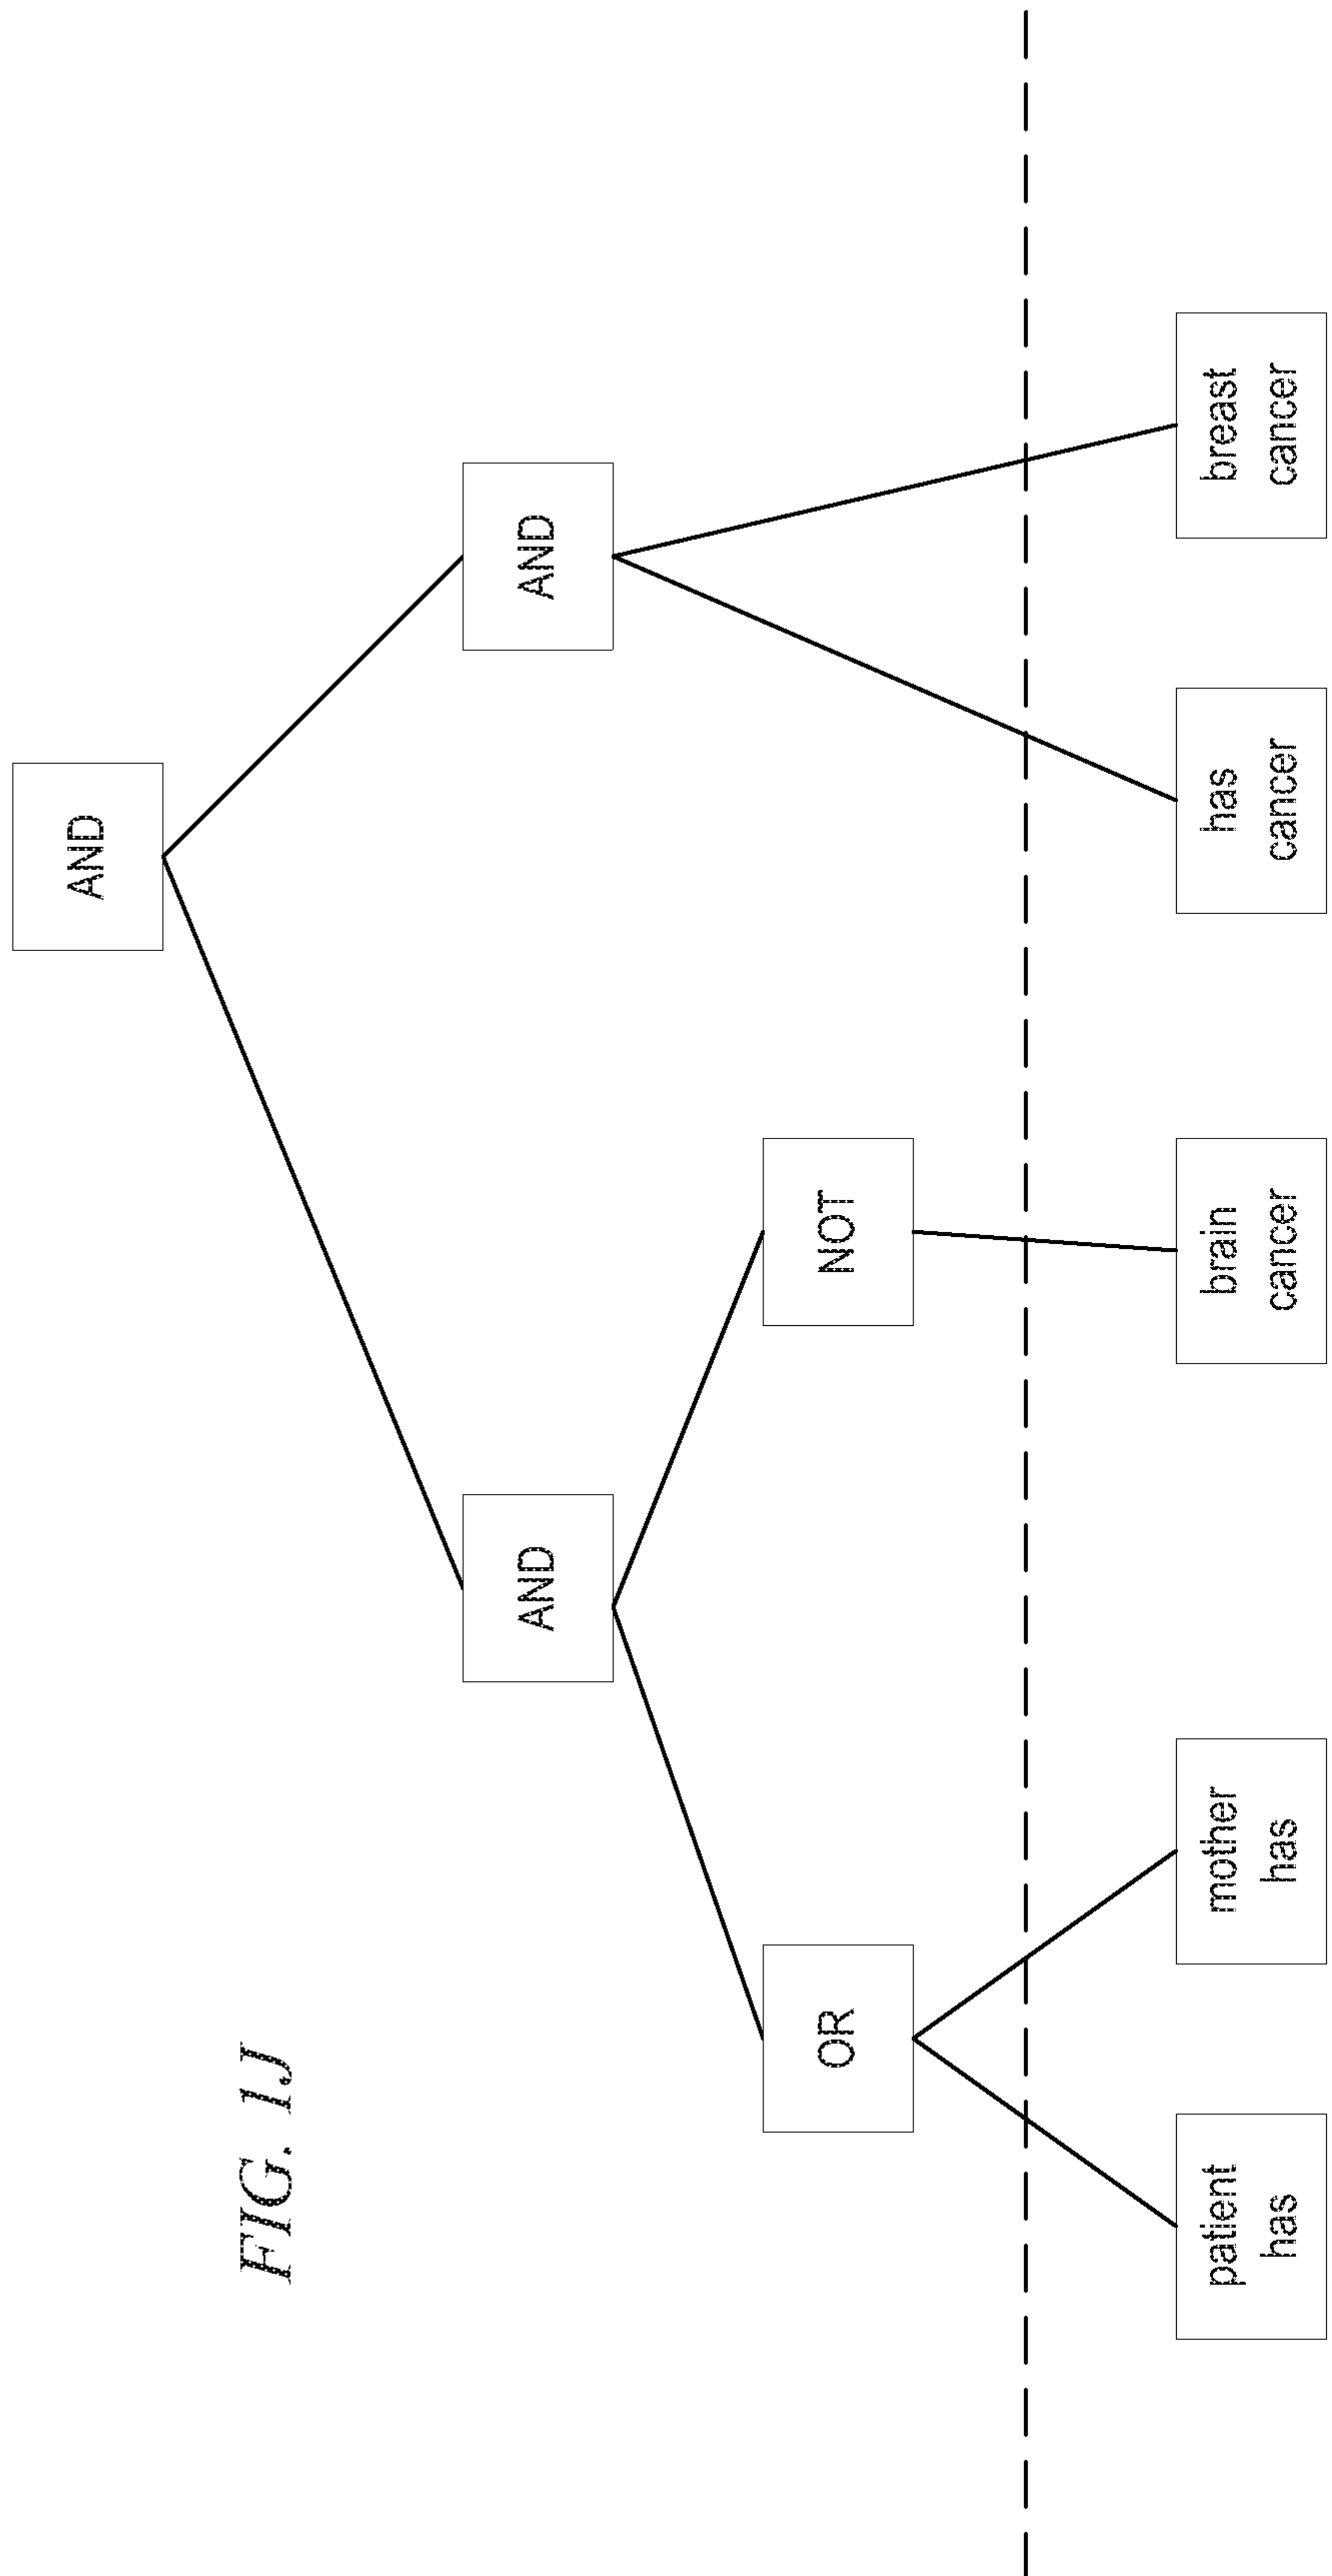 FIG. 1J
AND
AND
AND
OR
NOT
patient
has
mother
has
brain
cancer
has
cancer
breast
cancer